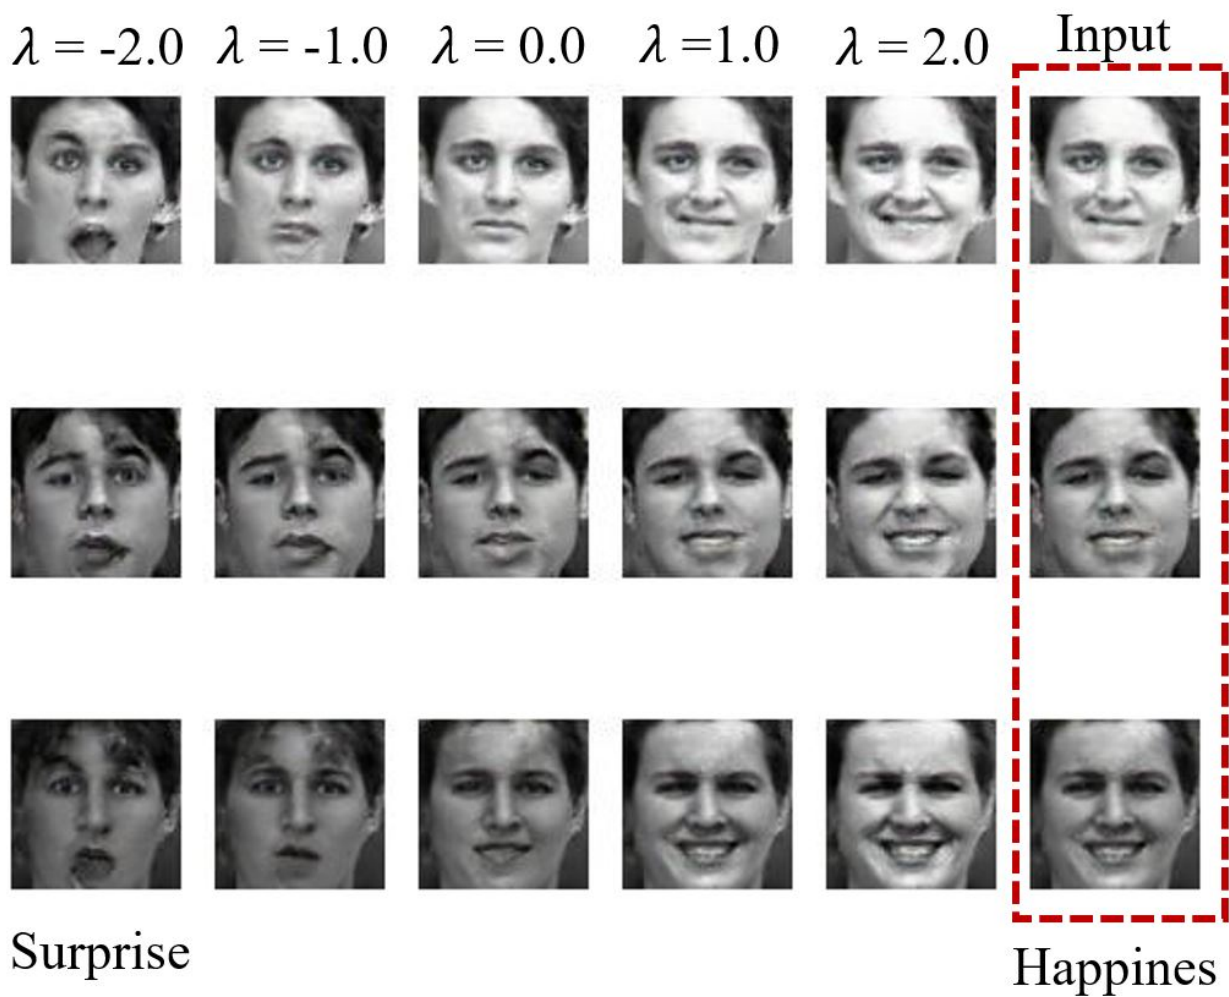 λ = -2.0 λ = -1.0 λ = 0.0 λ =1.0 λ = 2.0 Input
Surprise
Happines